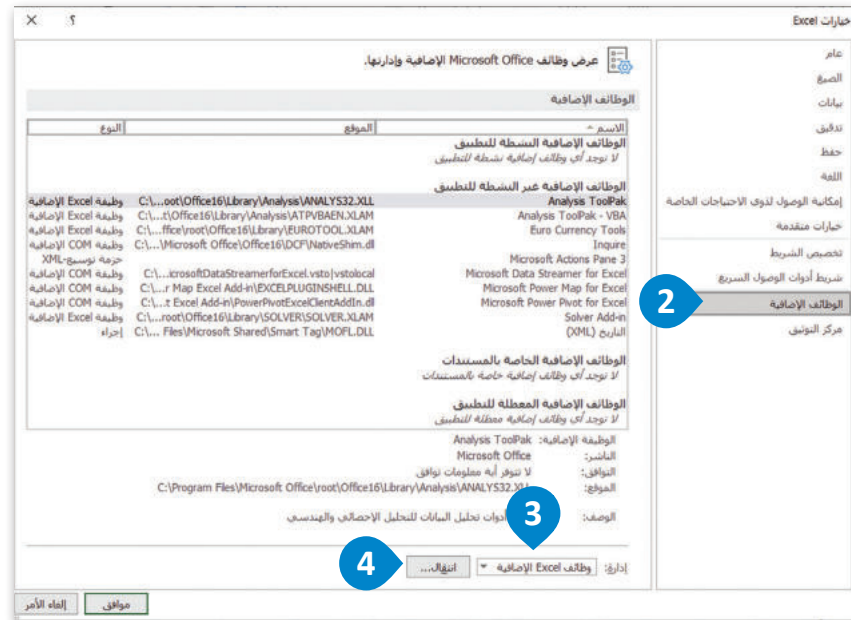 خيارات Excel
؟ ×
عام
الصيغ
بيانات
تدقيق
حفظ
اللغة
إمكانية الوصول لذوي الاحتياجات الخاصة
خيارات متقدمة
تخصيص الشريط
شريط أدوات الوصول السريع
الوظائف الإضافية
2
مركز التوثيق
عرض وظائف Microsoft Office الإضافية وإدارتها.
الوظائف الإضافية
الاسم الموقع النوع
الوظائف الإضافية النشطة للتطبيق
لا توجد أي وظائف إضافية نشطة للتطبيق
الوظائف الإضافية غير النشطة للتطبيق
Analysis ToolPak C:\...oot\Office16\Library\Analysis\ANALYS32.XLL وظيفة Excel الإضافية
Analysis ToolPak - VBA C:\...t\Office16\Library\Analysis\ATPVBAEN.XLAM وظيفة Excel الإضافية
Euro Currency Tools C:\...ffice\root\Office16\Library\EUROTOOL.XLAM وظيفة Excel الإضافية
Inquire C:\...\Microsoft Office\Office16\DCF\NativeShim.dl وظيفة COM الإضافية
Microsoft Actions Pane 3 حزمة توسيع-XML
Microsoft Data Streamer for Excel C:\...icrosoftDataStreamerforExcel.vsto|vstolocal وظيفة COM الإضافية
Microsoft Power Map for Excel C:\...r Map Excel Add-in\EXCELPLUGINSHELL.DLL وظيفة COM الإضافية
Microsoft Power Pivot for Excel C:\...t Excel Add-in\PowerPivotExcelClientAddIn.dl وظيفة COM الإضافية
Solver Add-in C:\...root\Office16\Library\SOLVER\SOLVER.XLAM وظيفة Excel الإضافية
التاريخ (XML) C:\... Files\Microsoft Shared\Smart Tag\MOFL.DLL إجراء
الوظائف الإضافية الخاصة بالمستندات
لا توجد أي وظائف إضافية خاصة بالمستندات
الوظائف الإضافية المعطلة للتطبيق
لا توجد أي وظائف إضافية معطلة للتطبيق
الوظيفة الإضافية: Analysis ToolPak
الناشر: Microsoft Office
التوافق: لا تتوفر أية معلومات توافق
الموقع: C:\Program Files\Microsoft Office\root\Office16\Library\Analysis\ANALYS32.XLL
الوصف: أدوات تحليل البيانات للتحليل الإحصائي والهندسي
3
إدارة: وظائف Excel الإضافية انتقال...
4
موافق إلغاء الأمر